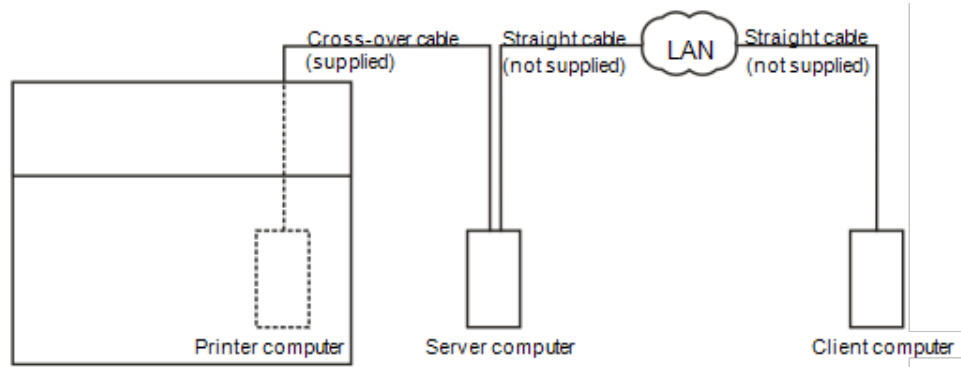 Cross-over cable
(supplied)
Straight cable
(not supplied)
LAN
Straight cable
(not supplied)
Printer computer
Server computer
Client computer